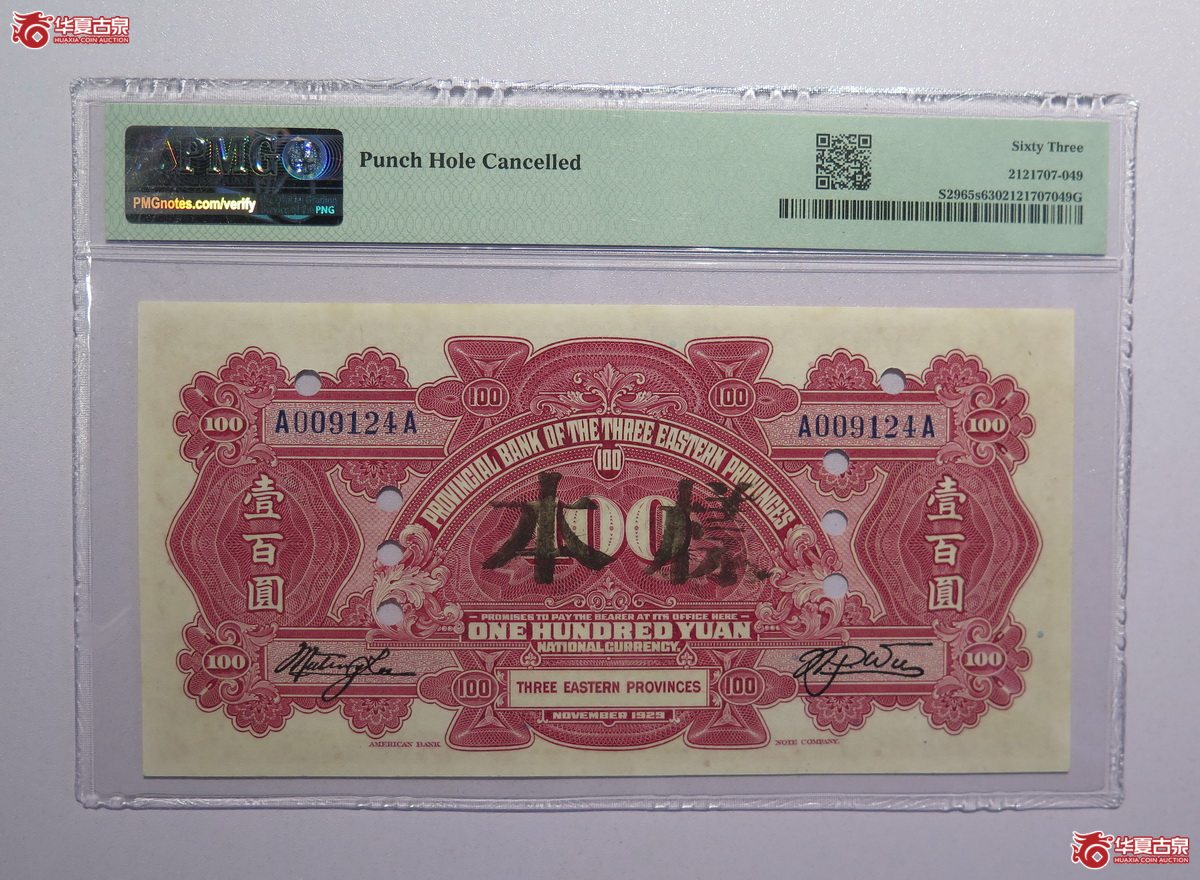 华夏古泉
HUAXIA COIN AUCTION
PMG
PMGnotes.com/verify
PNG
Punch Hole Cancelled
Sixty Three
2121707-049
S2965s6302121707049G
100 100
100 A009124A A009124A 100
PROVINCIAL BANK OF THE THREE EASTERN PROVINCES
100
壹百圓 100 壹百圓
本 樣
PROMISES TO PAY THE BEARER AT ITS OFFICE HERE
ONE HUNDRED YUAN
NATIONAL CURRENCY.
100 100
100 THREE EASTERN PROVINCES 100
NOVEMBER 1929
AMERICAN BANK NOTE COMPANY.
华夏古泉
HUAXIA COIN AUCTION